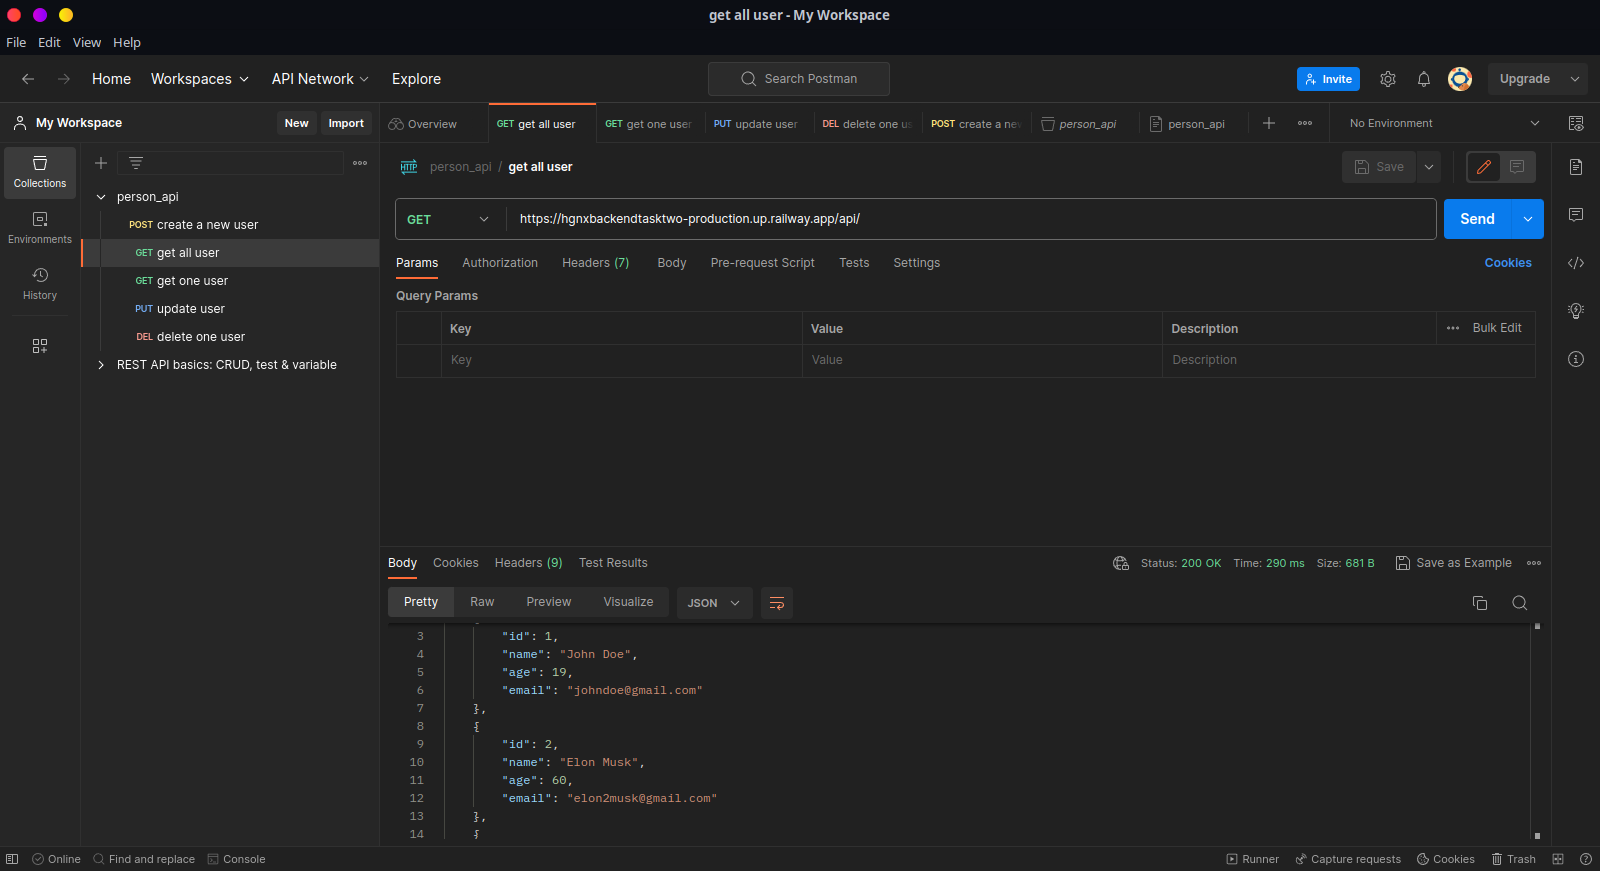 get all user - My Workspace
File Edit View Help
Home Workspaces API Network Explore Search Postman Invite Upgrade
My Workspace New Import
Overview GET get all user GET get one user PUT update user DEL delete one us POST create a new person_api person_api No Environment
person_api / get all user Save
Collections
Environments
History
person_api
POST create a new user
GET get all user
GET get one user
PUT update user
DEL delete one user
REST API basics: CRUD, test & variable
GET https://hgnxbackendtasktwo-production.up.railway.app/api/ Send
Params Authorization Headers (7) Body Pre-request Script Tests Settings Cookies
Query Params
Key Value Description Bulk Edit
Key Value Description
Body Cookies Headers (9) Test Results Status: 200 OK Time: 290 ms Size: 681 B Save as Example
Pretty Raw Preview Visualize JSON
3 "id": 1,
4 "name": "John Doe",
5 "age": 19,
6 "email": "johndoe@gmail.com"
7 },
8 {
9 "id": 2,
10 "name": "Elon Musk",
11 "age": 60,
12 "email": "elon2musk@gmail.com"
13 },
14 {
Online Find and replace Console Runner Capture requests Cookies Trash